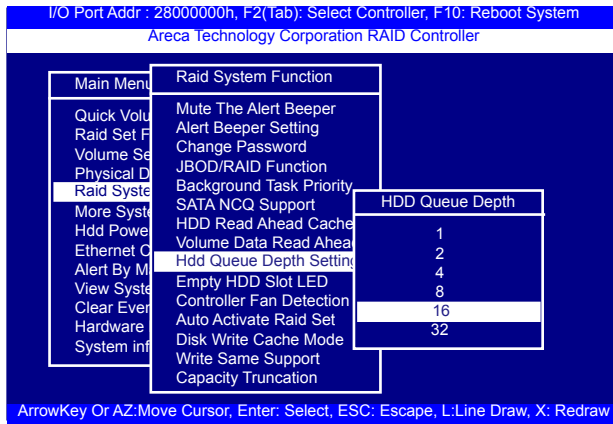 I/O Port Addr : 28000000h, F2(Tab): Select Controller, F10: Reboot System
Areca Technology Corporation RAID Controller
Main Menu
Quick Volu
Raid Set F
Volume Se
Physical D
Raid Syste
More Syste
Hdd Powe
Ethernet C
Alert By M
View Syste
Clear Even
Hardware
System inf
Raid System Function
Mute The Alert Beeper
Alert Beeper Setting
Change Password
JBOD/RAID Function
Background Task Priority
SATA NCQ Support
HDD Read Ahead Cache
Volume Data Read Ahea
Hdd Queue Depth Setting
Empty HDD Slot LED
Controller Fan Detection
Auto Activate Raid Set
Disk Write Cache Mode
Write Same Support
Capacity Truncation
HDD Queue Depth
1
2
4
8
16
32
ArrowKey Or AZ:Move Cursor, Enter: Select, ESC: Escape, L:Line Draw, X: Redraw